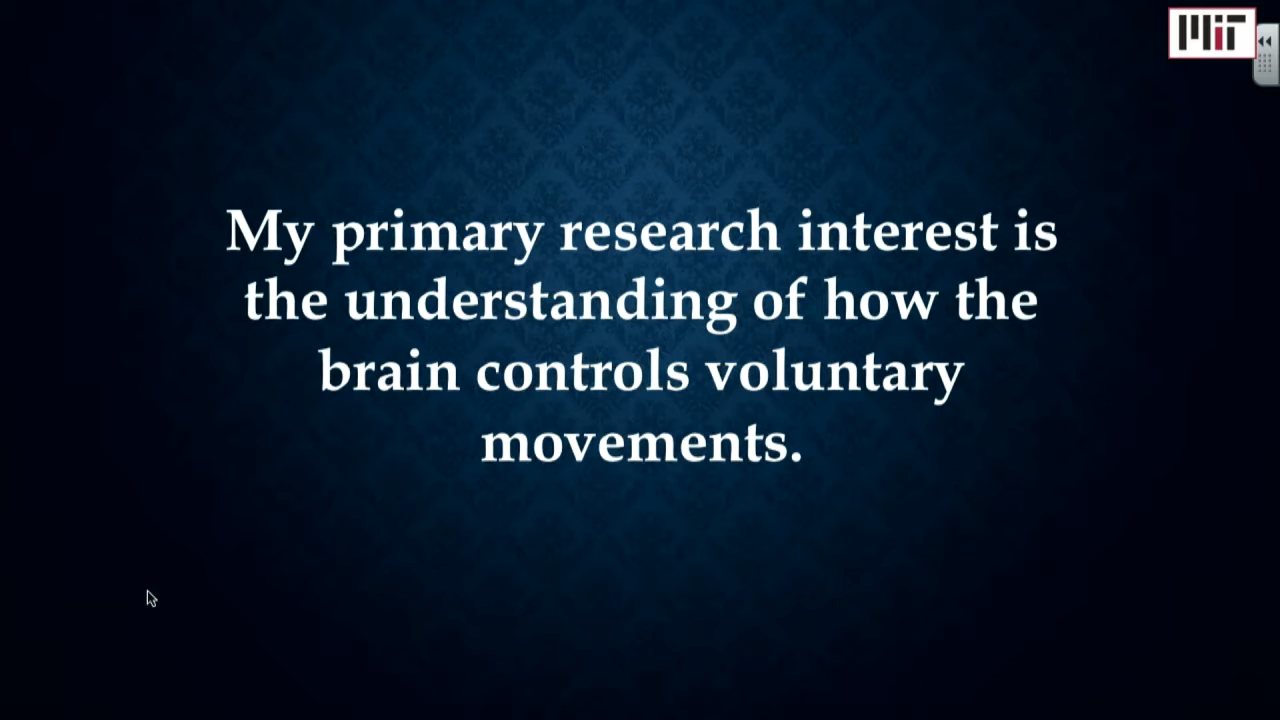 MIT
My primary research interest is
the understanding of how the
brain controls voluntary
movements.